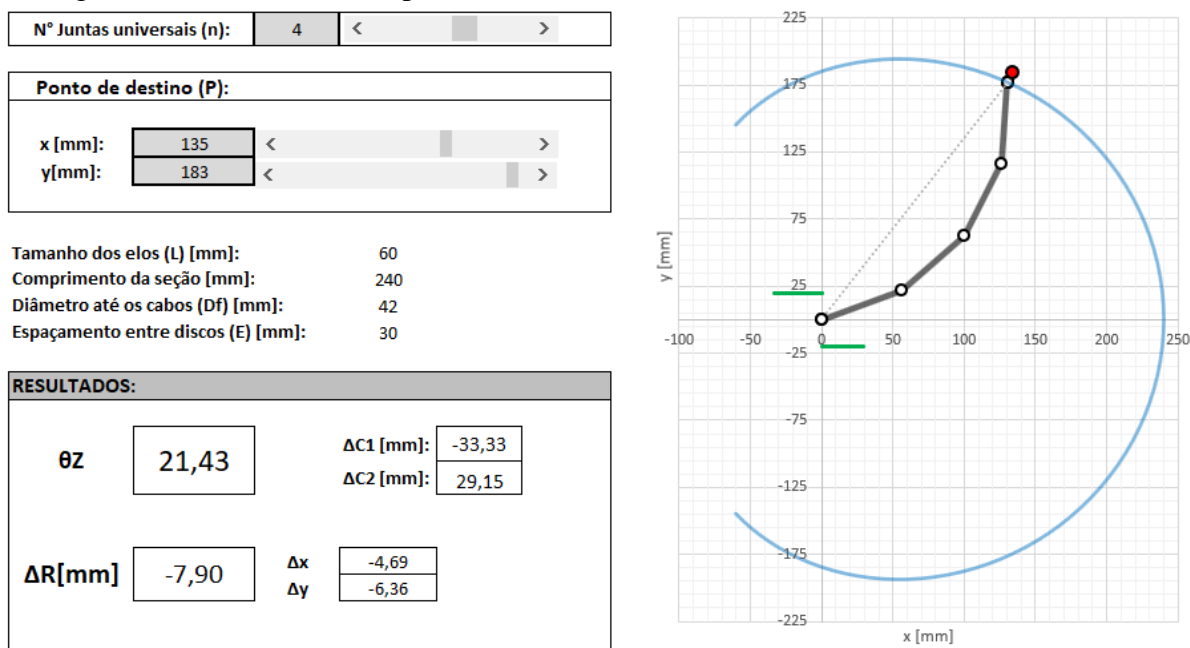 N° Juntas universais (n): 4
Ponto de destino (P):
x [mm]: 135
y[mm]: 183
Tamanho dos elos (L) [mm]: 60
Comprimento da seção [mm]: 240
Diâmetro até os cabos (Df) [mm]: 42
Espaçamento entre discos (E) [mm]: 30
RESULTADOS:
θZ 21,43
ΔC1 [mm]: -33,33
ΔC2 [mm]: 29,15
ΔR[mm] -7,90
Δx -4,69
Δy -6,36
225
175
125
75
25
-25
-75
-125
-175
-225
y [mm]
-100 -50 0 50 100 150 200 250
x [mm]